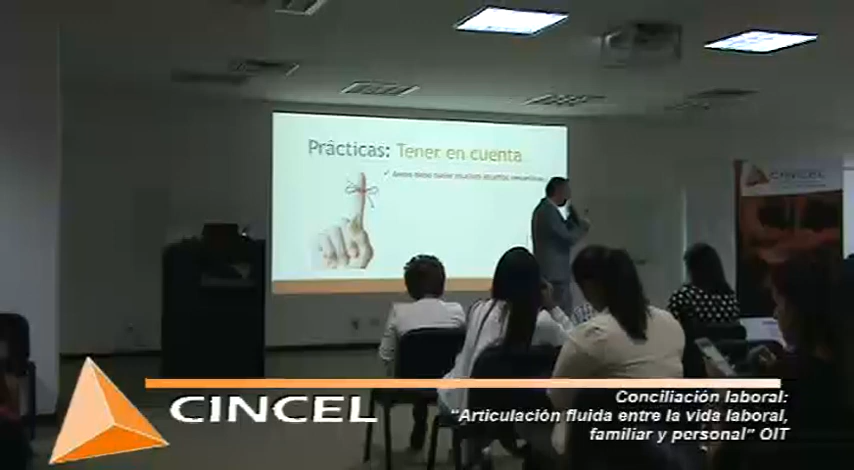 Prácticas: Tener en cuenta
CINCEL
CINCEL
Conciliación laboral:
“Articulación fluida entre la vida laboral,
familiar y personal” OIT